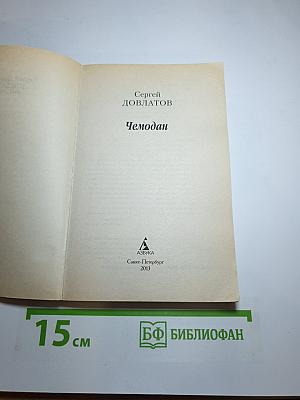 Сергей
ДОВЛАТОВ
Чемодан
АЗБУКА
Санкт-Петербург
2013
15 см
БФ БИБЛИОФАН